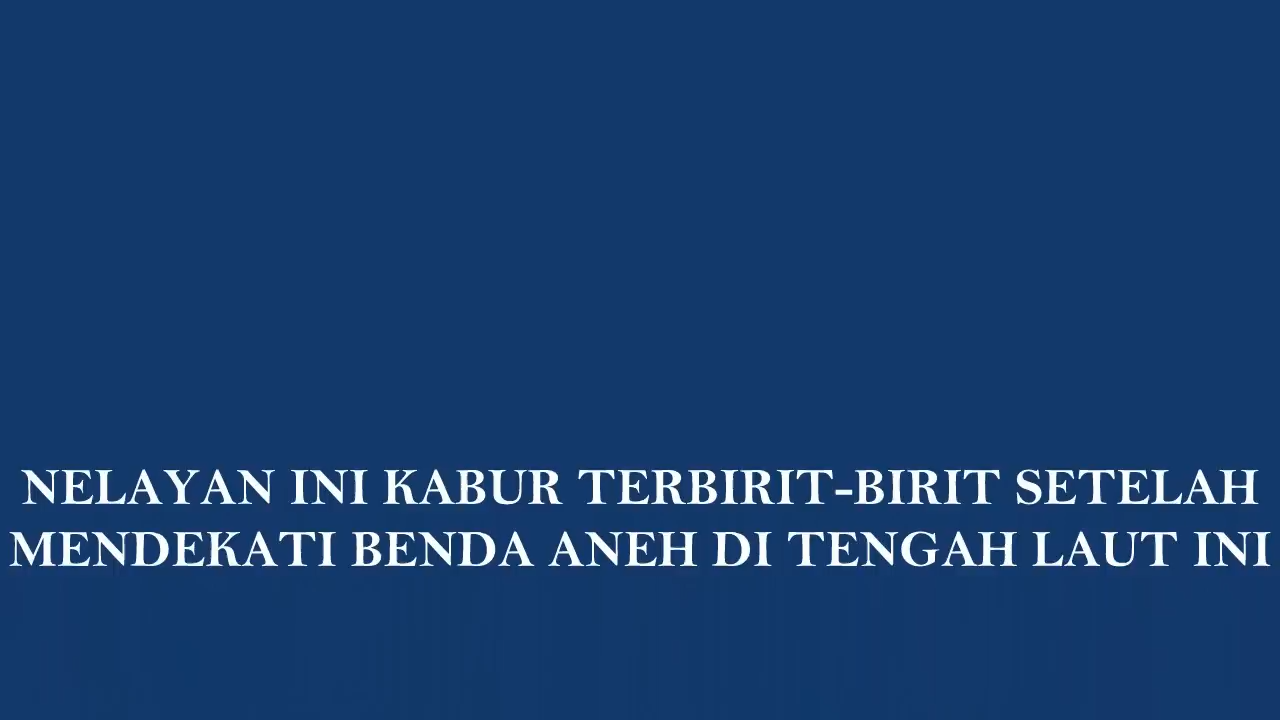 NELAYAN INI KABUR TERBIRIT-BIRIT SETELAH
MENDEKATI BENDA ANEH DI TENGAH LAUT INI